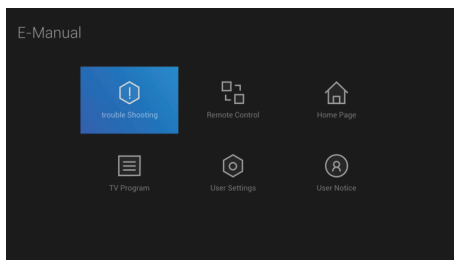 E-Manual
trouble Shooting
Remote Control
Home Page
TV Program
User Settings
User Notice